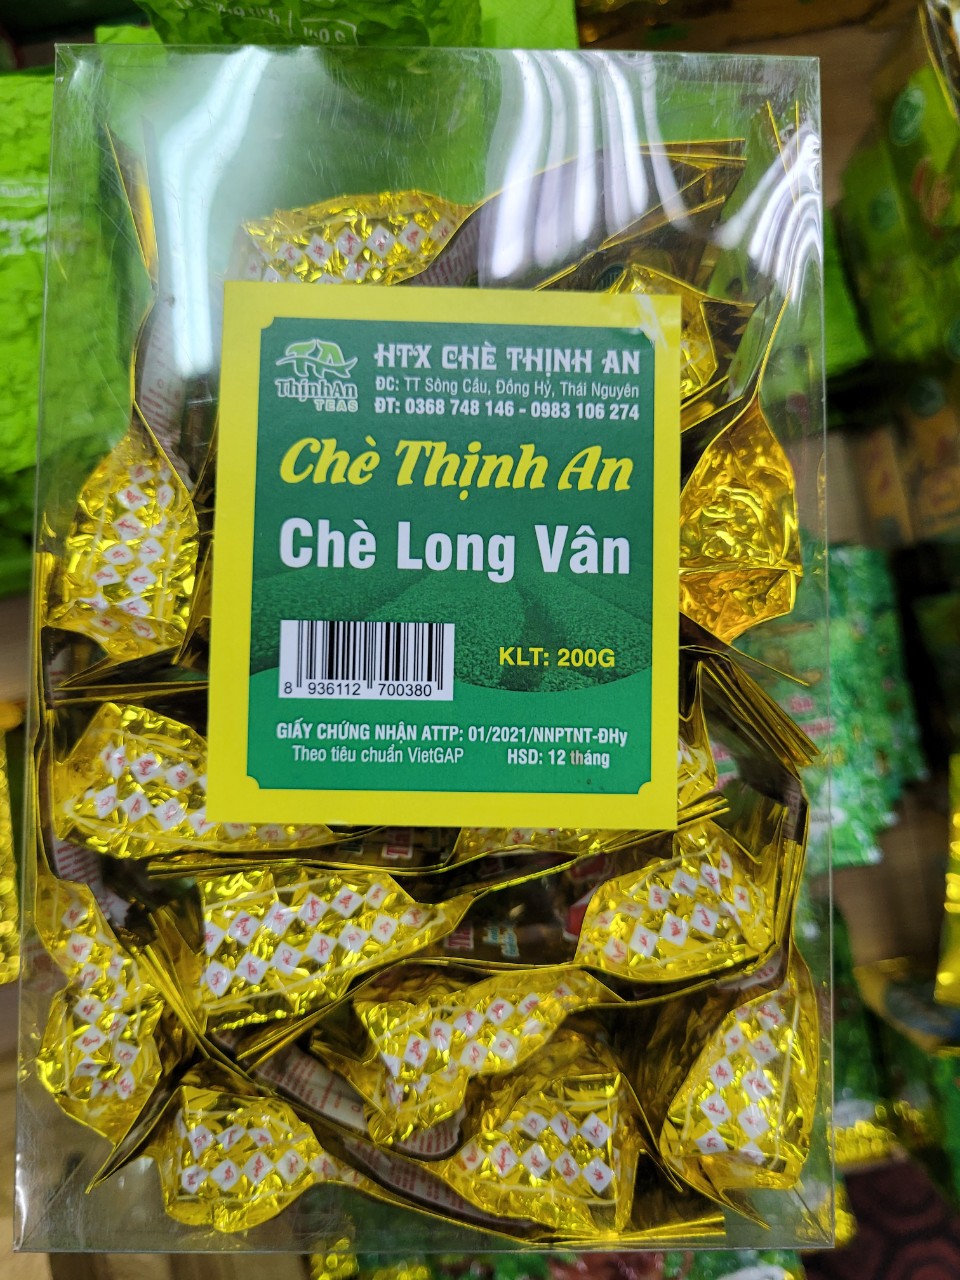 HTX CHÈ THỊNH AN
ThịnhAn
TEAS
ĐC: TT Sông Cầu, Đồng Hỷ, Thái Nguyên
ĐT: 0368 748 146 - 0983 106 274
Chè Thịnh An
Chè Long Vân
8 936112 700380
KLT: 200G
GIẤY CHỨNG NHẬN ATTP: 01/2021/NNPTNT-ĐHy
Theo tiêu chuẩn VietGAP
HSD: 12 tháng